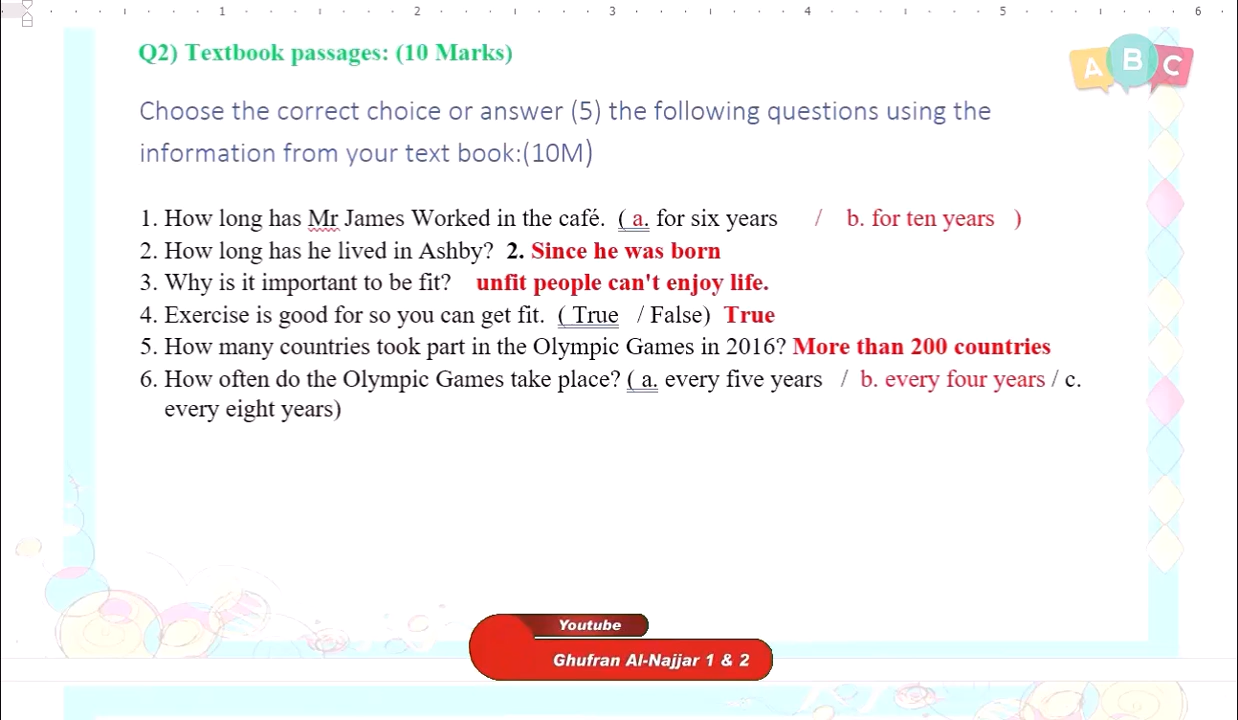 1 2 3 4 5 6
Q2) Textbook passages: (10 Marks)
A B C
Choose the correct choice or answer (5) the following questions using the
information from your text book:(10M)
1. How long has Mr James Worked in the café. ( a. for six years / b. for ten years )
2. How long has he lived in Ashby? 2. Since he was born
3. Why is it important to be fit? unfit people can't enjoy life.
4. Exercise is good for so you can get fit. ( True / False) True
5. How many countries took part in the Olympic Games in 2016? More than 200 countries
6. How often do the Olympic Games take place? ( a. every five years / b. every four years / c.
every eight years)
Youtube
Ghufran Al-Najjar 1 & 2